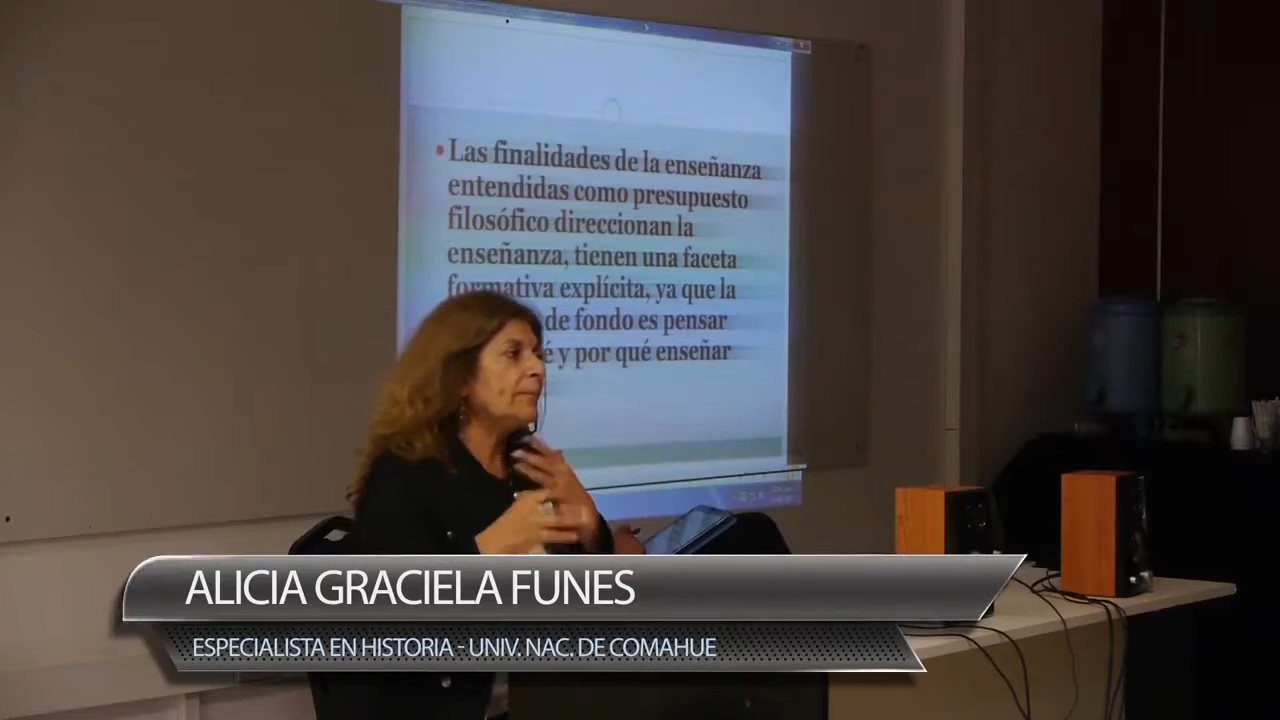 • Las finalidades de la enseñanza
entendidas como presupuesto
filosófico direccionan la
enseñanza, tienen una faceta
formativa explícita, ya que la
de fondo es pensar
y por qué enseñar
ALICIA GRACIELA FUNES
ESPECIALISTA EN HISTORIA - UNIV. NAC. DE COMAHUE